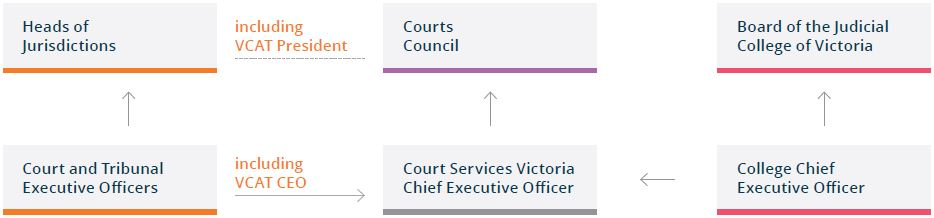 Heads of
Jurisdictions
including
VCAT President
Courts
Council
Board of the Judicial
College of Victoria
Court and Tribunal
Executive Officers
including
VCAT CEO
Court Services Victoria
Chief Executive Officer
College Chief
Executive Officer